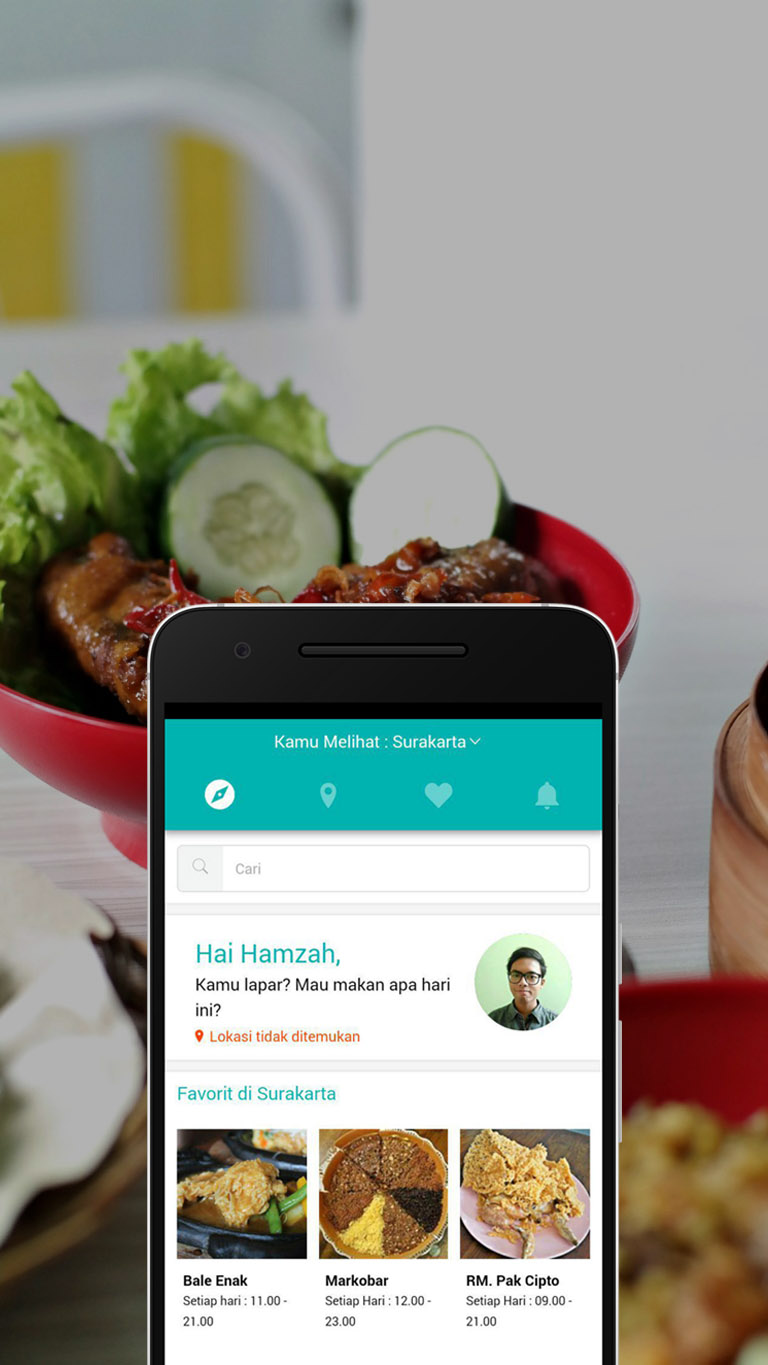 Kamu Melihat : Surakarta
Cari
Hai Hamzah,
Kamu lapar? Mau makan apa hari
ini?
Lokasi tidak ditemukan
Favorit di Surakarta
Bale Enak
Markobar
RM. Pak Cipto
Setiap hari : 11.00 -
21.00
Setiap Hari : 12.00 -
23.00
Setiap Hari : 09.00 -
21.00